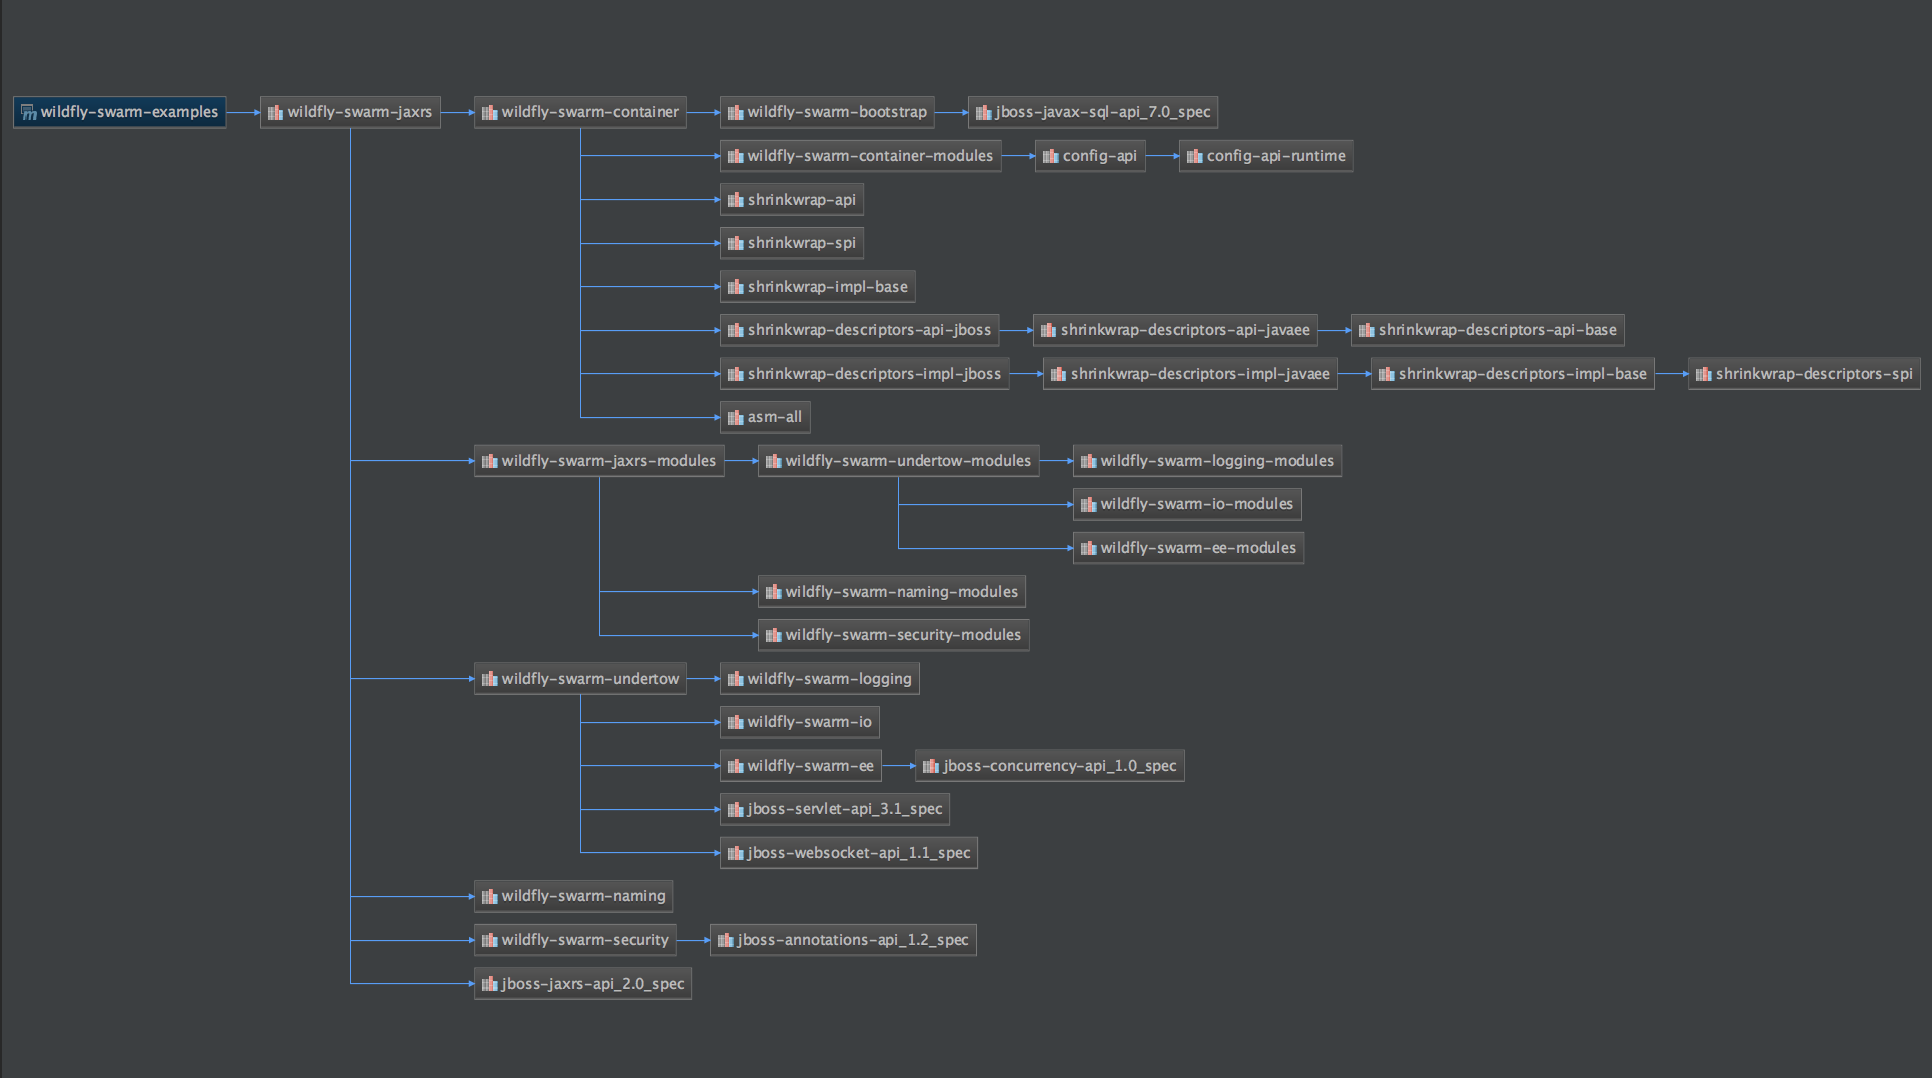 wildfly-swarm-examples
wildfly-swarm-jaxrs
wildfly-swarm-container
wildfly-swarm-bootstrap
jboss-javax-sql-api_7.0_spec
wildfly-swarm-container-modules
config-api
config-api-runtime
shrinkwrap-api
shrinkwrap-spi
shrinkwrap-impl-base
shrinkwrap-descriptors-api-jboss
shrinkwrap-descriptors-api-javaee
shrinkwrap-descriptors-api-base
shrinkwrap-descriptors-impl-jboss
shrinkwrap-descriptors-impl-javaee
shrinkwrap-descriptors-impl-base
shrinkwrap-descriptors-spi
asm-all
wildfly-swarm-jaxrs-modules
wildfly-swarm-undertow-modules
wildfly-swarm-logging-modules
wildfly-swarm-io-modules
wildfly-swarm-ee-modules
wildfly-swarm-naming-modules
wildfly-swarm-security-modules
wildfly-swarm-undertow
wildfly-swarm-logging
wildfly-swarm-io
wildfly-swarm-ee
jboss-concurrency-api_1.0_spec
jboss-servlet-api_3.1_spec
jboss-websocket-api_1.1_spec
wildfly-swarm-naming
wildfly-swarm-security
jboss-annotations-api_1.2_spec
jboss-jaxrs-api_2.0_spec